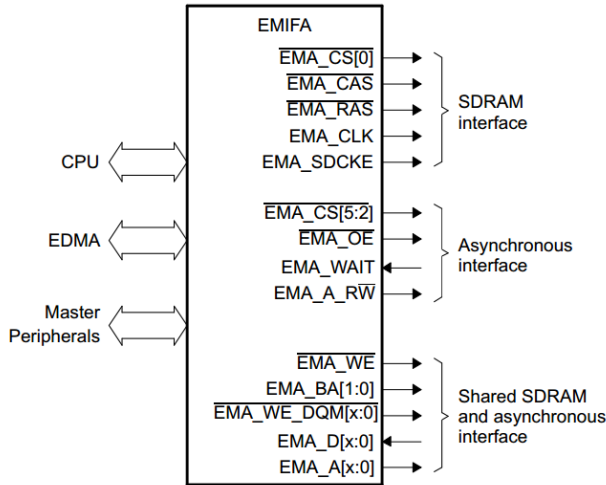 EMIFA
EMA_CS[0]
EMA_CAS
EMA_RAS
EMA_CLK
EMA_SDCKE
SDRAM
interface
CPU
EMA_CS[5:2]
EMA_OE
EMA_WAIT
EMA_A_RW
Asynchronous
interface
EDMA
Master
Peripherals
EMA_WE
EMA_BA[1:0]
EMA_WE_DQM[x:0]
EMA_D[x:0]
EMA_A[x:0]
Shared SDRAM
and asynchronous
interface